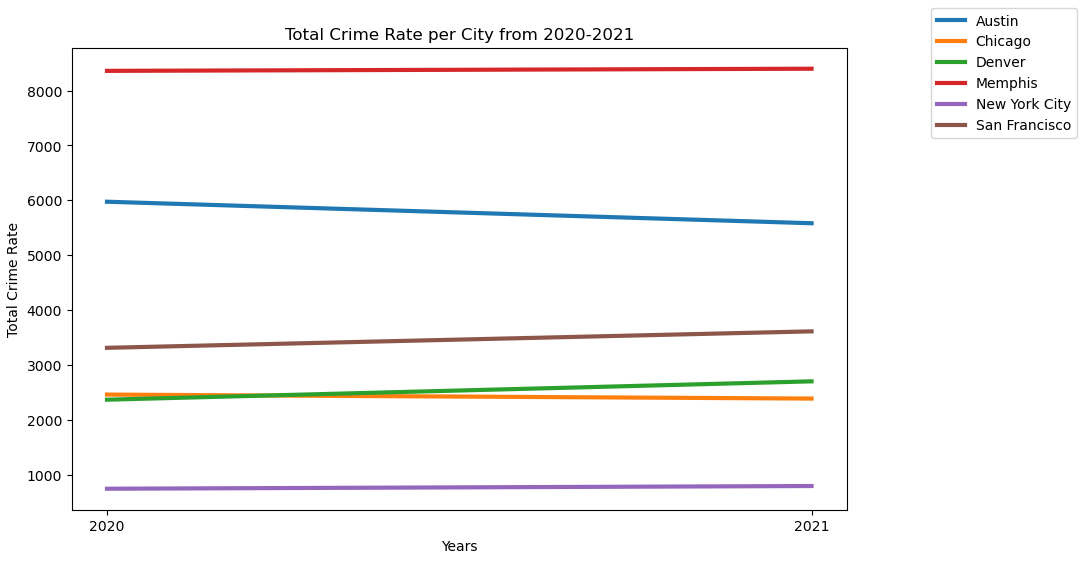 Total Crime Rate per City from 2020-2021
Austin
Chicago
Denver
Memphis
New York City
San Francisco
Total Crime Rate
8000
7000
6000
5000
4000
3000
2000
1000
2020
2021
Years